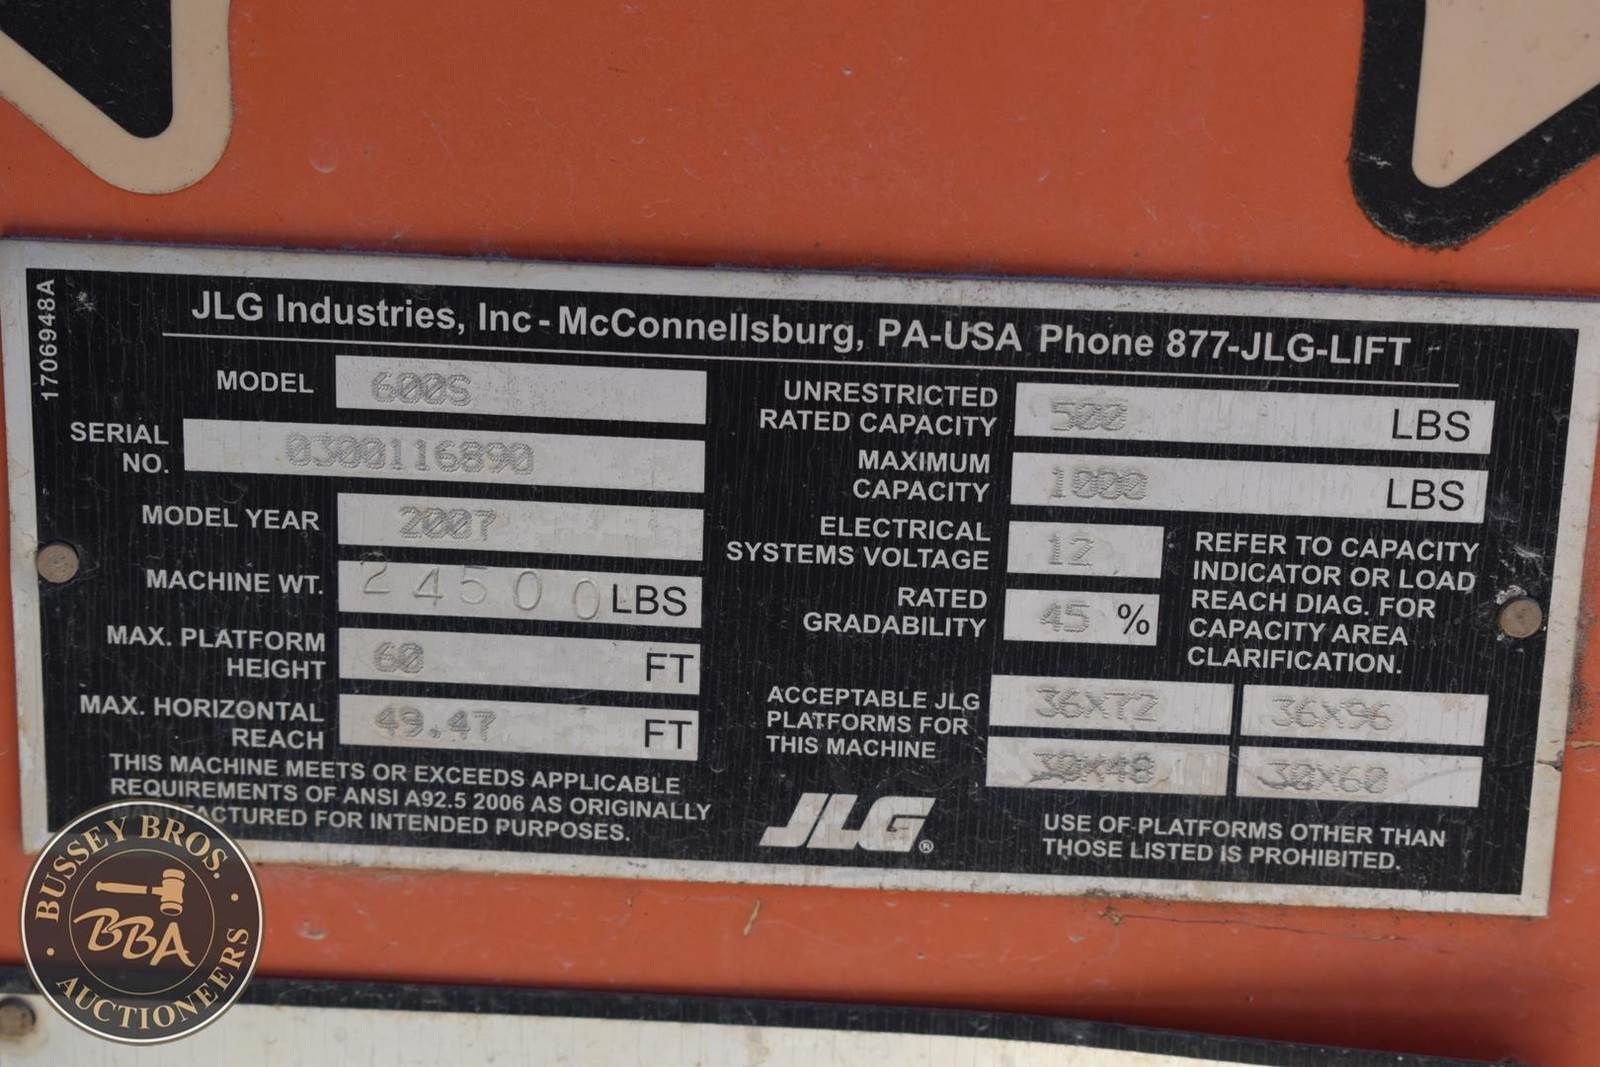 1706948A
JLG Industries, Inc - McConnellsburg, PA-USA Phone 877-JLG-LIFT
MODEL 600S
SERIAL
NO. 0300116890
MODEL YEAR 2007
MACHINE WT. 24500 LBS
MAX. PLATFORM
HEIGHT 60 FT
MAX. HORIZONTAL
REACH 49.47 FT
THIS MACHINE MEETS OR EXCEEDS APPLICABLE
REQUIREMENTS OF ANSI A92.5 2006 AS ORIGINALLY
FACTURED FOR INTENDED PURPOSES.
UNRESTRICTED
RATED CAPACITY 500 LBS
MAXIMUM
CAPACITY 1000 LBS
ELECTRICAL
SYSTEMS VOLTAGE 12
RATED
GRADABILITY 45 %
REFER TO CAPACITY
INDICATOR OR LOAD
REACH DIAG. FOR
CAPACITY AREA
CLARIFICATION.
ACCEPTABLE JLG
PLATFORMS FOR
THIS MACHINE
36X72 36X96
30X48 30X60
JLG®
USE OF PLATFORMS OTHER THAN
THOSE LISTED IS PROHIBITED.
BUSSEY BROS.
BBA
AUCTIONEERS